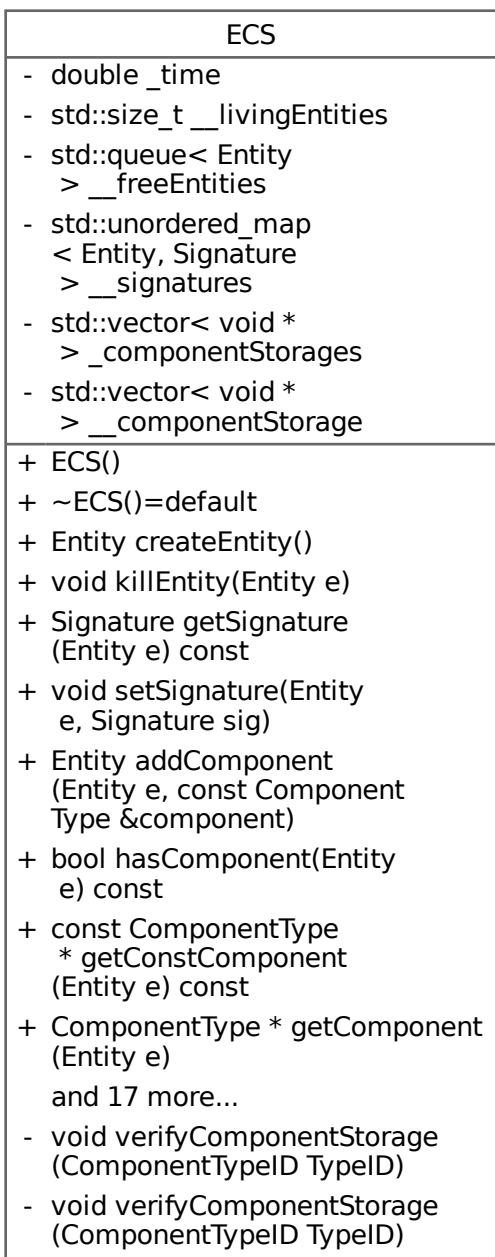 ECS
- double _time
- std::size_t __livingEntities
- std::queue< Entity
> __freeEntities
- std::unordered_map
< Entity, Signature
> __signatures
- std::vector< void *
> _componentStorages
- std::vector< void *
> __componentStorage
+ ECS()
+ ~ECS()=default
+ Entity createEntity()
+ void killEntity(Entity e)
+ Signature getSignature
(Entity e) const
+ void setSignature(Entity
e, Signature sig)
+ Entity addComponent
(Entity e, const Component
Type &component)
+ bool hasComponent(Entity
e) const
+ const ComponentType
* getConstComponent
(Entity e) const
+ ComponentType * getComponent
(Entity e)
and 17 more...
- void verifyComponentStorage
(ComponentTypeID TypeID)
- void verifyComponentStorage
(ComponentTypeID TypeID)